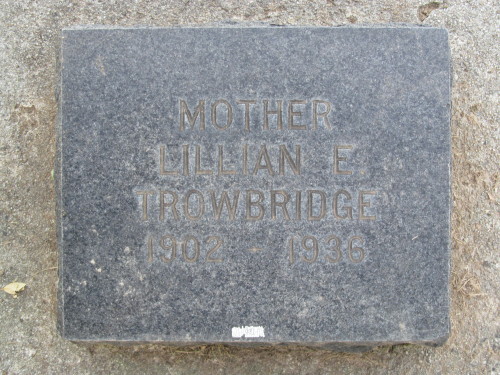 MOTHER
LILLIAN E
TROWBRIDGE
1902 - 1936